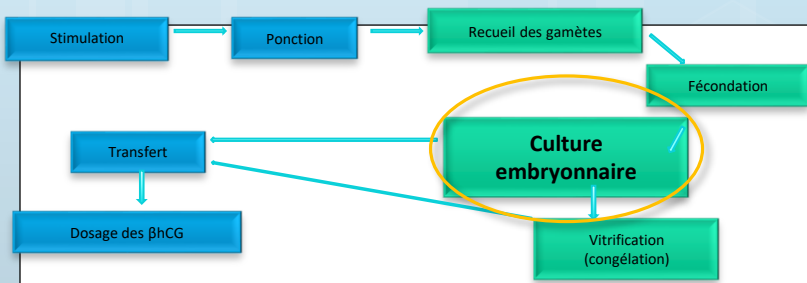 Stimulation
Ponction
Recueil des gamètes
Fécondation
Culture
embryonnaire
Transfert
Dosage des βhCG
Vitrification
(congélation)